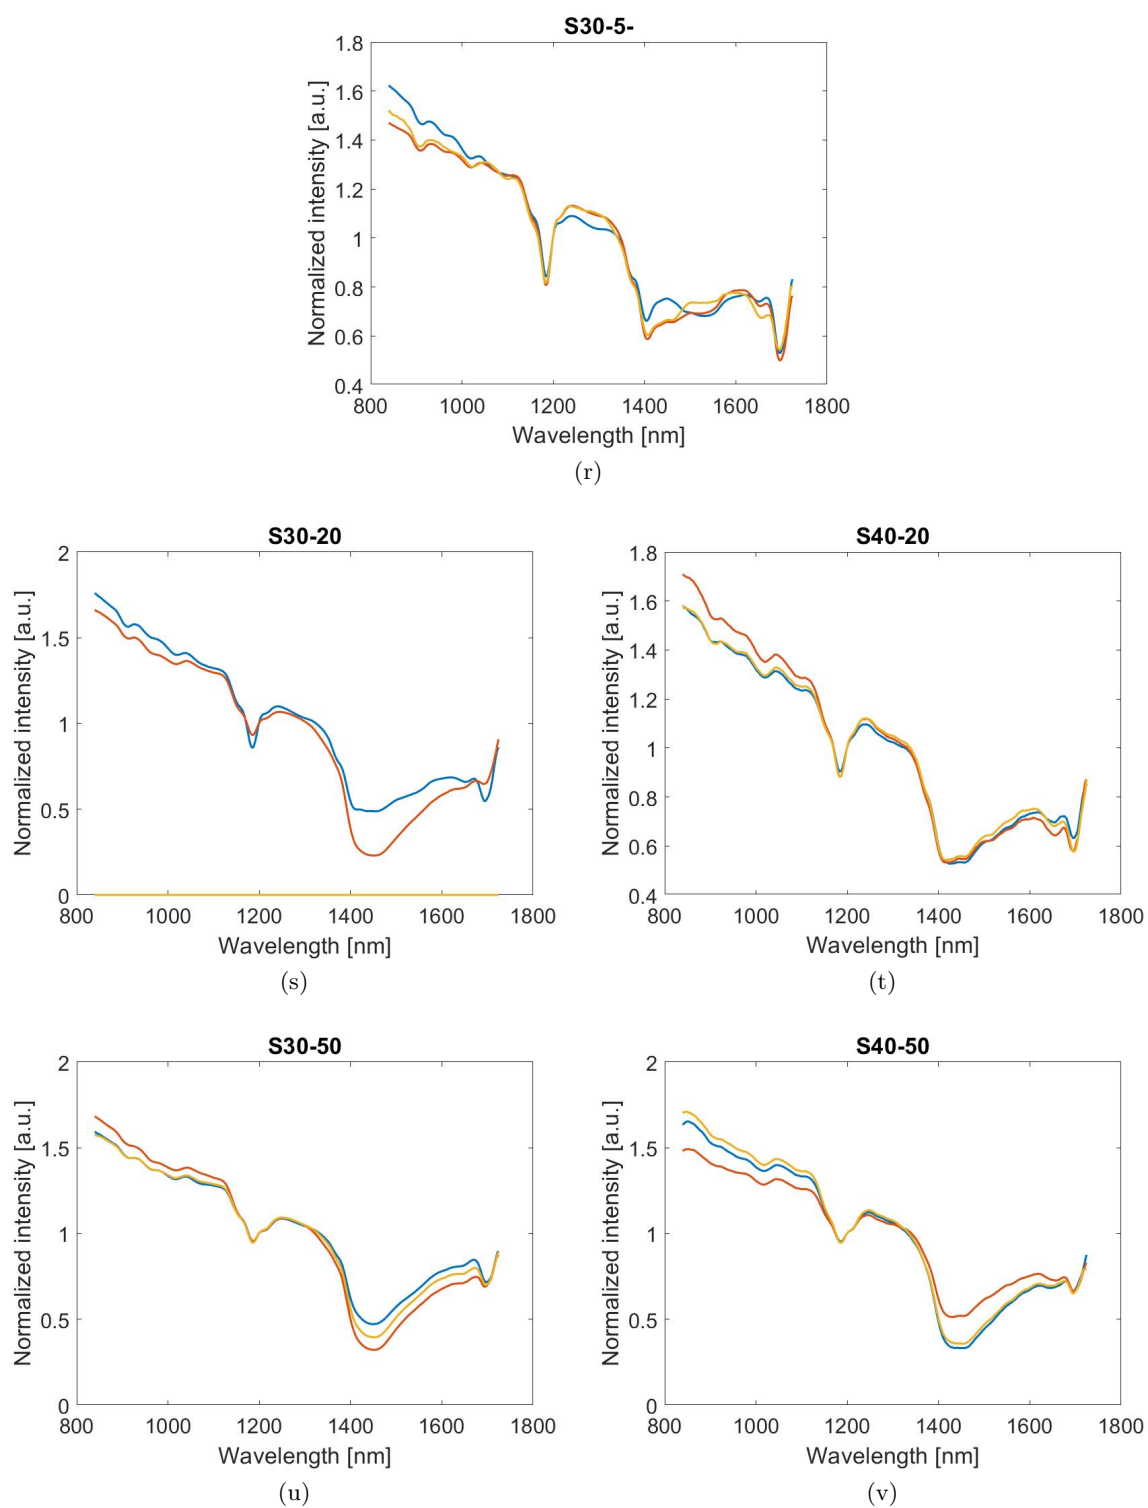 S30-5-
1.8
1.6
1.4
1.2
1
0.8
0.6
0.4
Normalized intensity [a.u.]
800 1000 1200 1400 1600 1800
Wavelength [nm]
(r)
S30-20
2
1.5
1
0.5
0
Normalized intensity [a.u.]
800 1000 1200 1400 1600 1800
Wavelength [nm]
(s)
S40-20
1.8
1.6
1.4
1.2
1
0.8
0.6
0.4
Normalized intensity [a.u.]
800 1000 1200 1400 1600 1800
Wavelength [nm]
(t)
S30-50
2
1.5
1
0.5
0
Normalized intensity [a.u.]
800 1000 1200 1400 1600 1800
Wavelength [nm]
(u)
S40-50
2
1.5
1
0.5
0
Normalized intensity [a.u.]
800 1000 1200 1400 1600 1800
Wavelength [nm]
(v)